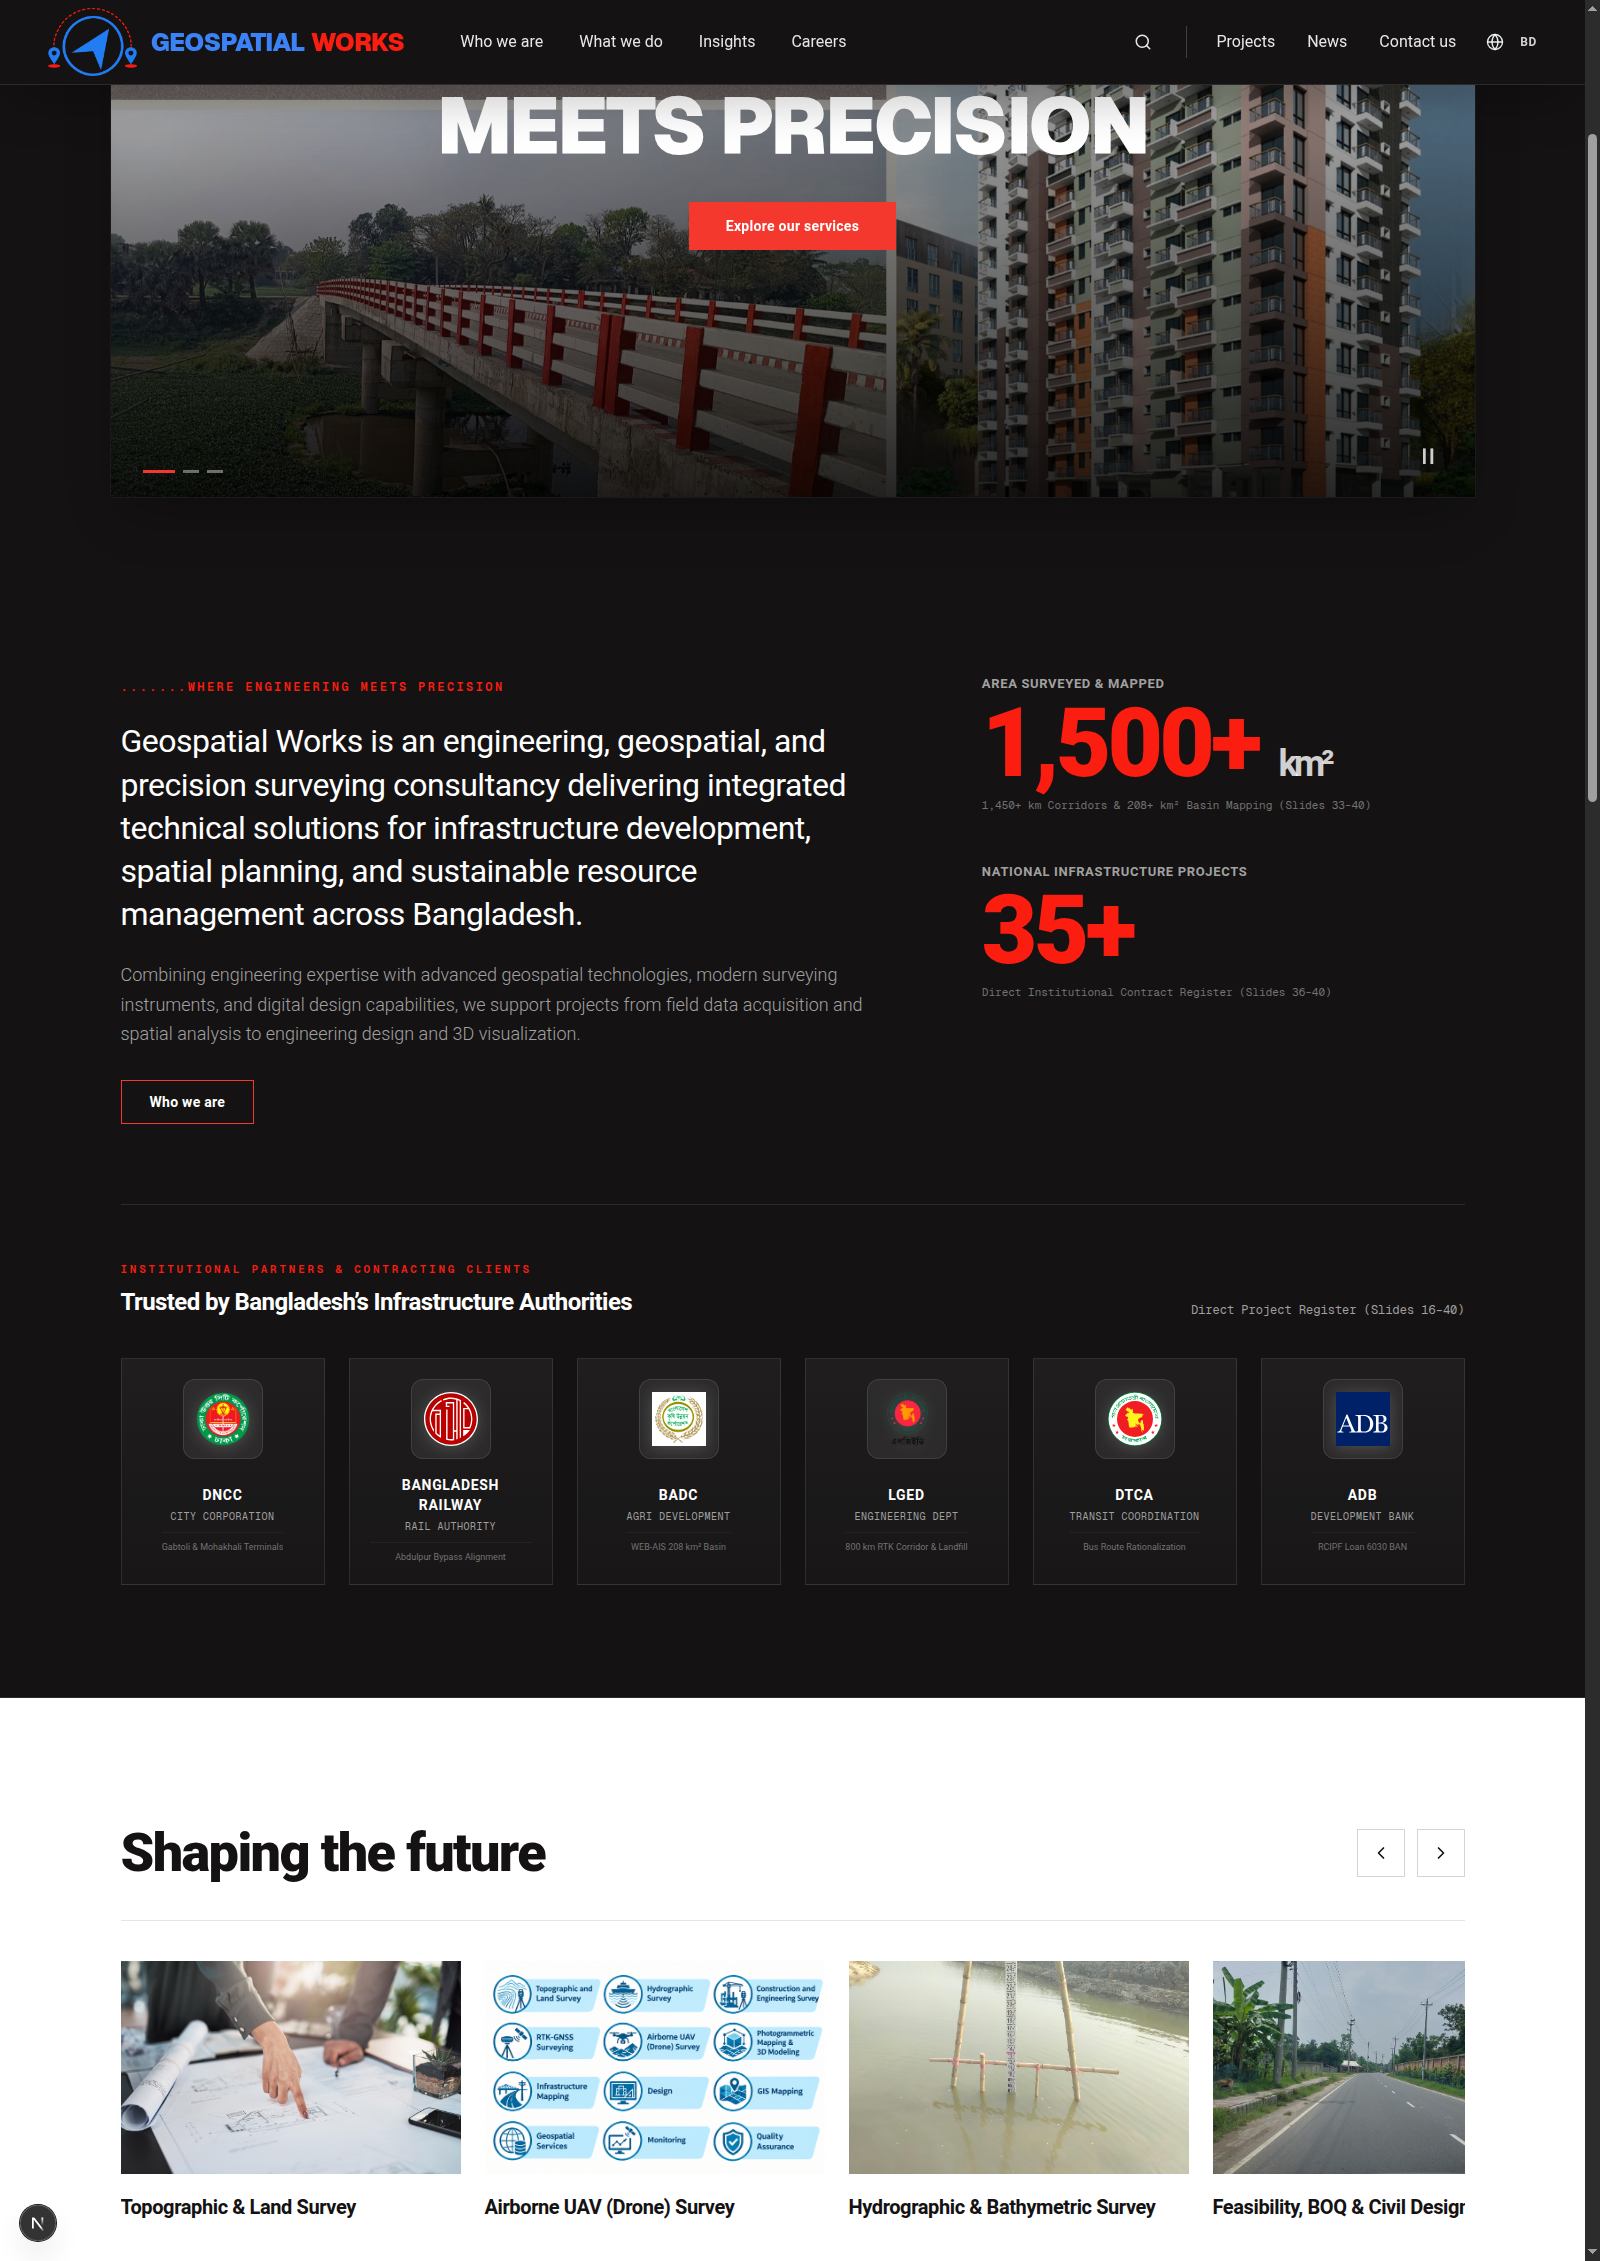 GEOSPATIAL WORKS
Who we are
What we do
Insights
Careers
Projects
News
Contact us
BD
MEETS PRECISION
Explore our services
.......WHERE ENGINEERING MEETS PRECISION
Geospatial Works is an engineering, geospatial, and
precision surveying consultancy delivering integrated
technical solutions for infrastructure development,
spatial planning, and sustainable resource
management across Bangladesh.
Combining engineering expertise with advanced geospatial technologies, modern surveying
instruments, and digital design capabilities, we support projects from field data acquisition and
spatial analysis to engineering design and 3D visualization.
Who we are
AREA SURVEYED & MAPPED
1,500+ km²
1,450+ km Corridors & 208+ km² Basin Mapping (Slides 33-40)
NATIONAL INFRASTRUCTURE PROJECTS
35+
Direct Institutional Contract Register (Slides 36-40)
INSTITUTIONAL PARTNERS & CONTRACTING CLIENTS
Trusted by Bangladesh’s Infrastructure Authorities
Direct Project Register (Slides 16-40)
DNCC
CITY CORPORATION
Gabtoli & Mohakhali Terminals
BANGLADESH
RAILWAY
RAIL AUTHORITY
Abdulpur Bypass Alignment
BADC
AGRI DEVELOPMENT
WEB-AIS 208 km² Basin
এলজিইডি
LGED
ENGINEERING DEPT
800 km RTK Corridor & Landfill
DTCA
TRANSIT COORDINATION
Bus Route Rationalization
ADB
ADB
DEVELOPMENT BANK
RCIPF Loan 6030 BAN
Shaping the future
Topographic and
Land Survey
Hydrographic
Survey
Construction and
Engineering Survey
RTK-GNSS
Surveying
Airborne UAV
(Drone) Survey
Photogrammetric
Mapping &
3D Modeling
Infrastructure
Mapping
Design
GIS Mapping
Geospatial
Services
Monitoring
Quality
Assurance
Topographic & Land Survey
Airborne UAV (Drone) Survey
Hydrographic & Bathymetric Survey
Feasibility, BOQ & Civil Design
N